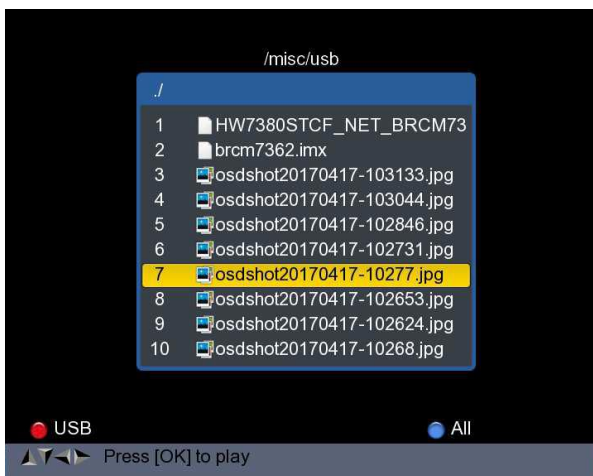 /misc/usb
./
1 HW7380STCF_NET_BRCM73
2 brcm7362.imx
3 osdshot20170417-103133.jpg
4 osdshot20170417-103044.jpg
5 osdshot20170417-102846.jpg
6 osdshot20170417-102731.jpg
7 osdshot20170417-10277.jpg
8 osdshot20170417-102653.jpg
9 osdshot20170417-102624.jpg
10 osdshot20170417-10268.jpg
USB All
Press [OK] to play